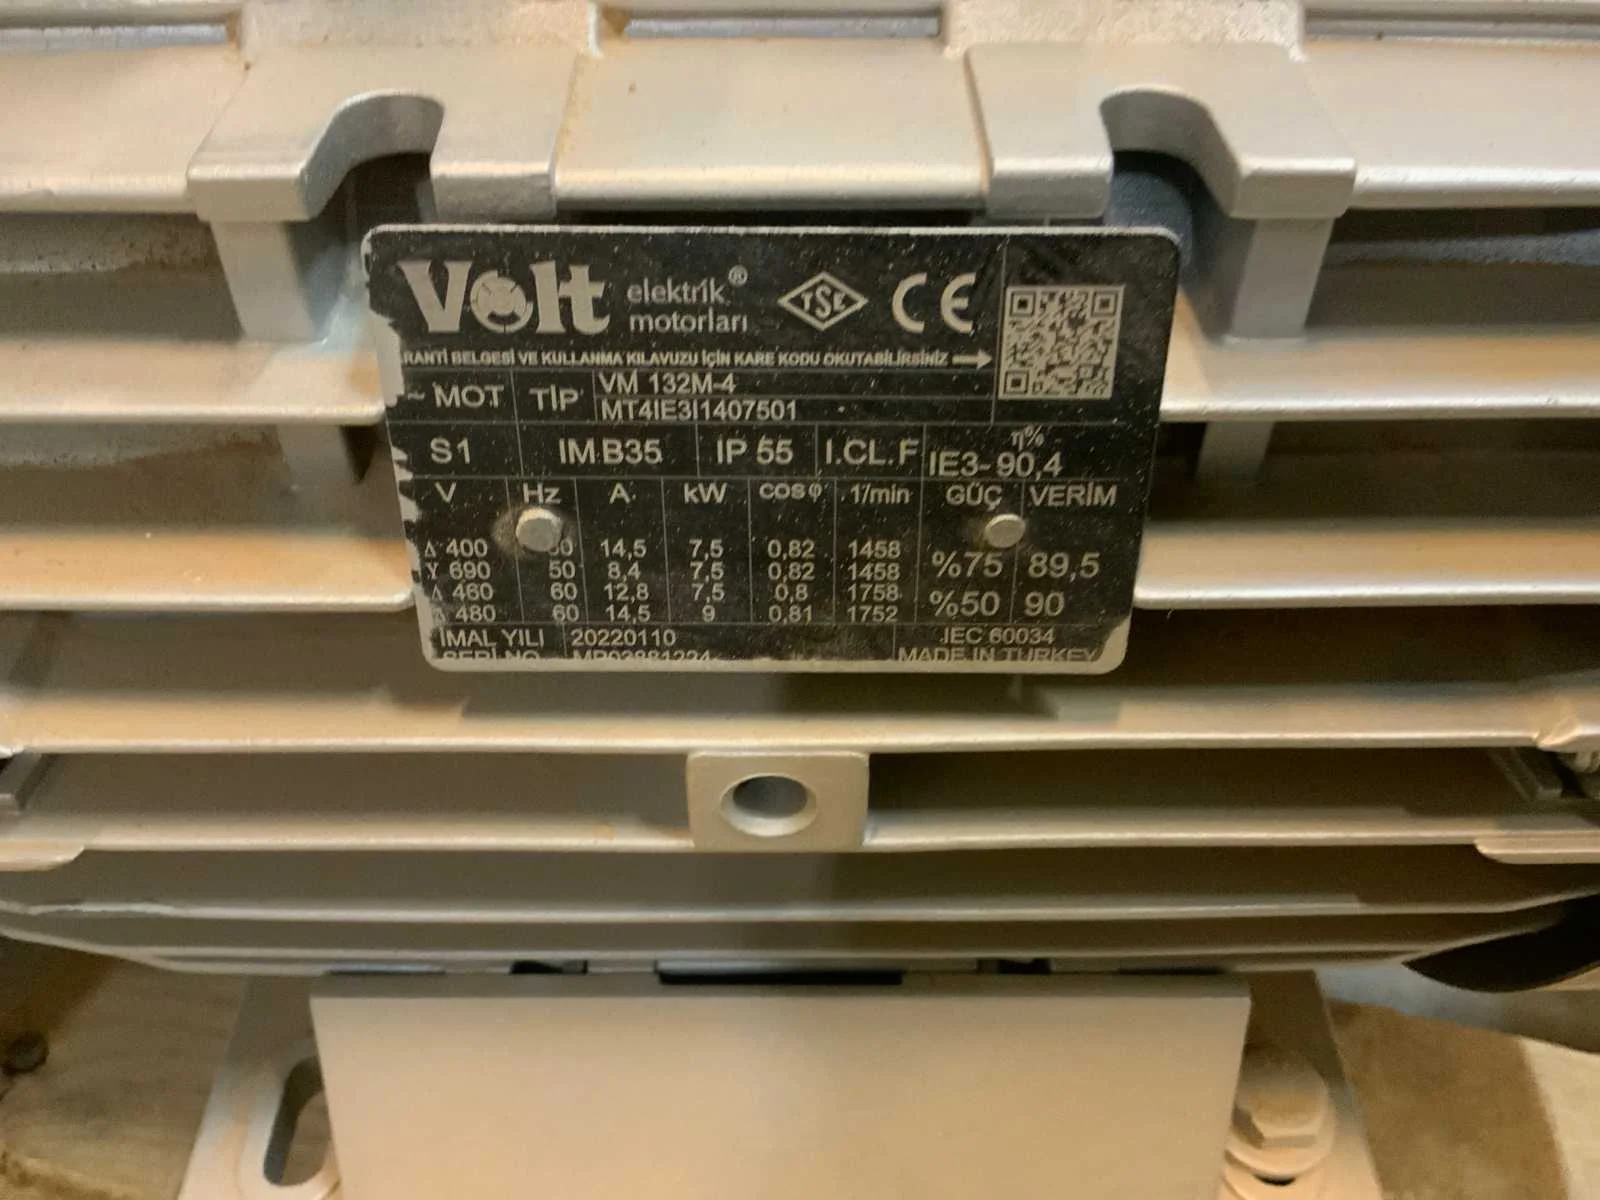 Volt elektrik® motorları TSE CE
RANTİ BELGESİ VE KULLANMA KILAVUZU İÇİN KARE KODU OKUTABİLİRSİNİZ
~ MOT TİP VM 132M-4
MT4IE3I1407501
S1 IM B35 IP 55 I.CL.F η% IE3-90,4
V Hz A kW cosφ 1/min GÜÇ VERİM
Δ 400 50 14,5 7,5 0,82 1458 %75 89,5
Y 690 50 8,4 7,5 0,82 1458
Δ 460 60 12,8 7,5 0,8 1758 %50 90
Δ 480 60 14,5 9 0,81 1752
İMAL YILI 20220110 IEC 60034
SERİ NO MADE IN TURKEY